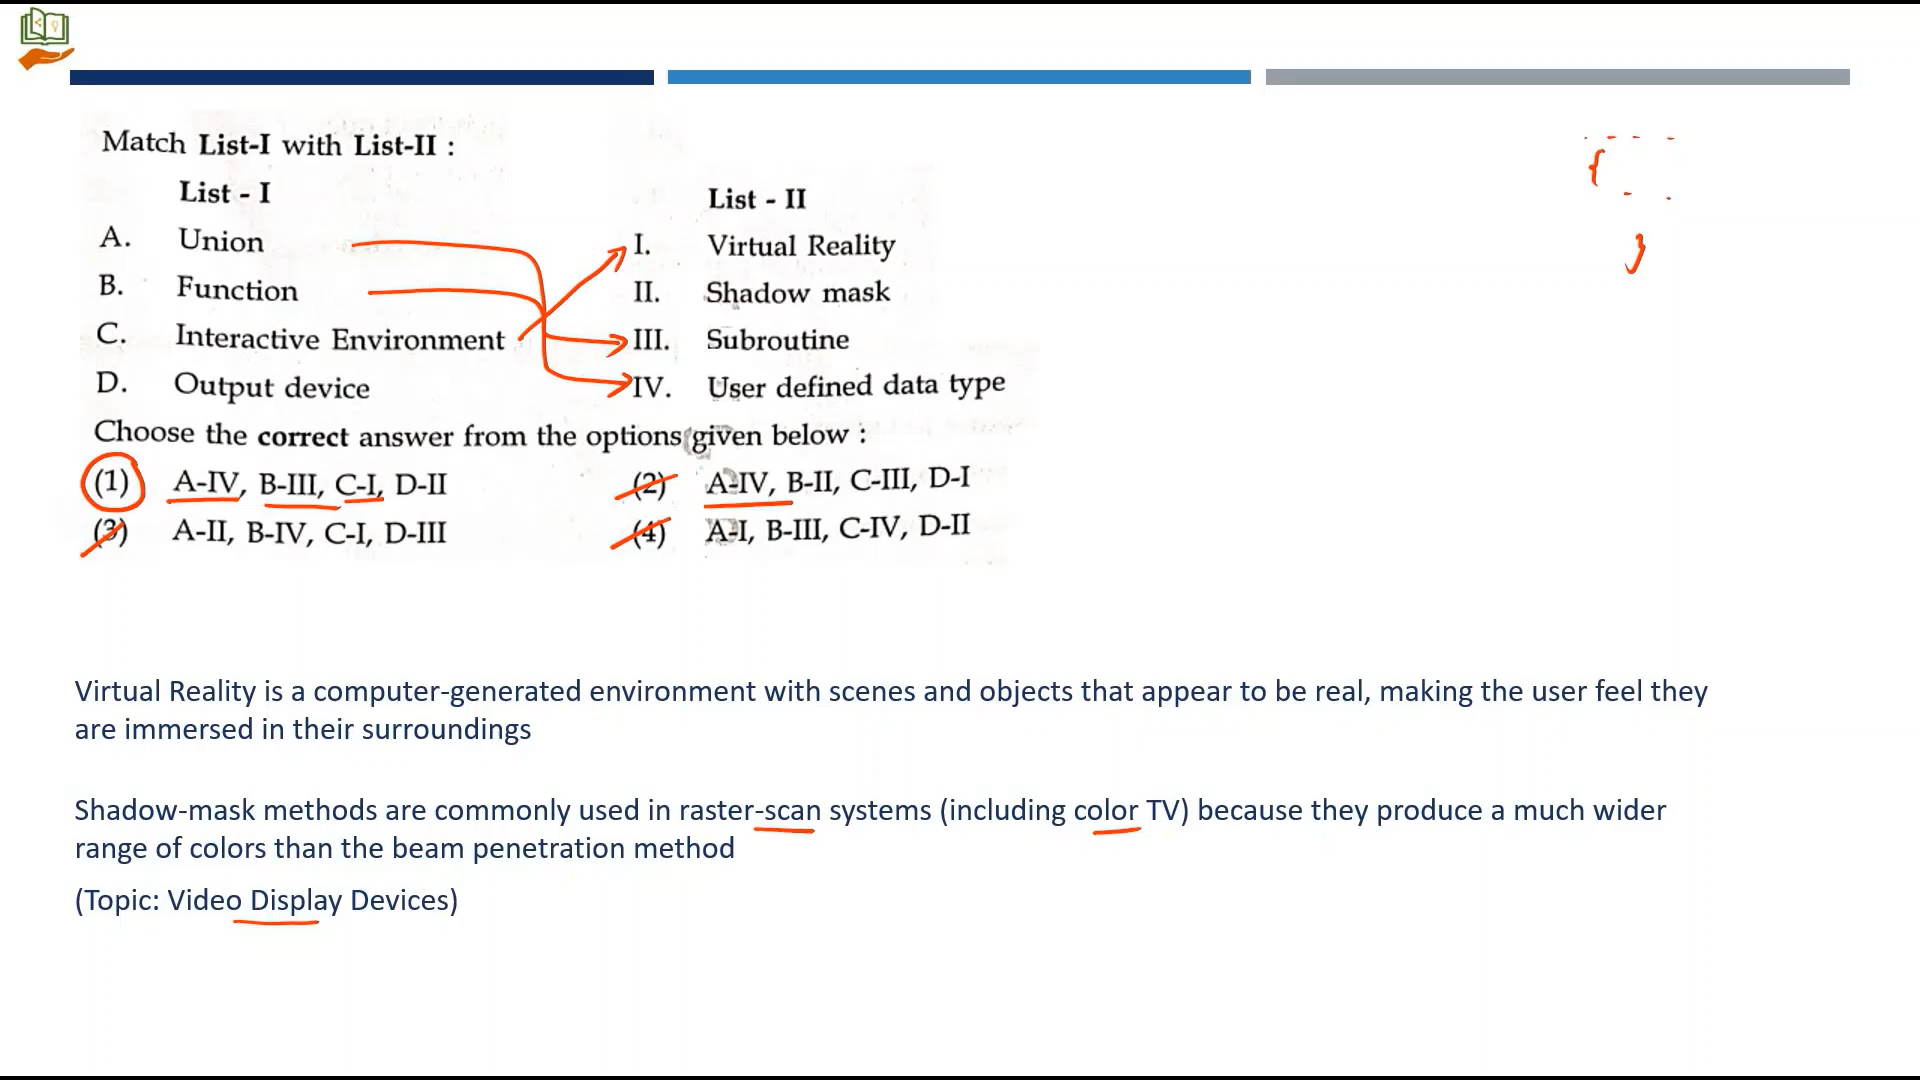 Match List-I with List-II :
List - I List - II
A. Union I. Virtual Reality
B. Function II. Shadow mask
C. Interactive Environment III. Subroutine
D. Output device IV. User defined data type
Choose the correct answer from the options given below :
(1) A-IV, B-III, C-I, D-II (2) A-IV, B-II, C-III, D-I
(3) A-II, B-IV, C-I, D-III (4) A-I, B-III, C-IV, D-II
{
}
Virtual Reality is a computer-generated environment with scenes and objects that appear to be real, making the user feel they
are immersed in their surroundings
Shadow-mask methods are commonly used in raster-scan systems (including color TV) because they produce a much wider
range of colors than the beam penetration method
(Topic: Video Display Devices)